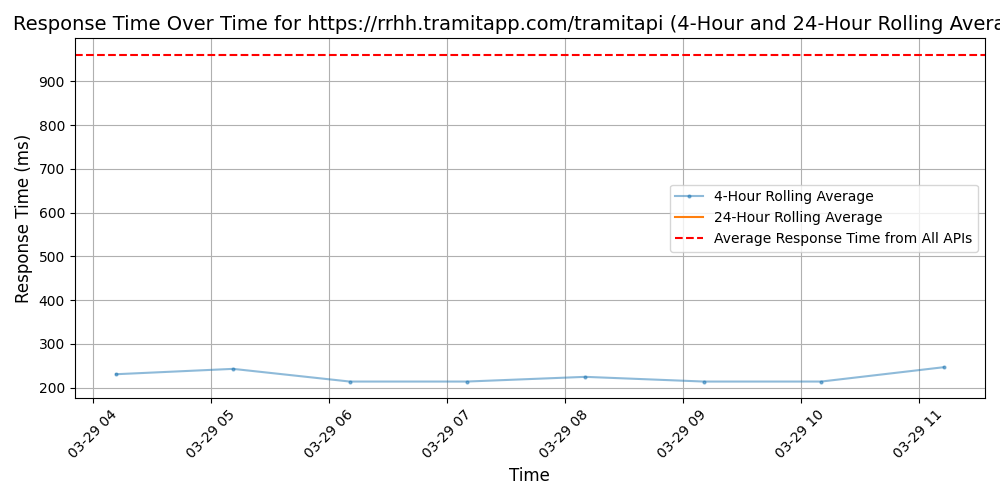 Response Time Over Time for https://rrhh.tramitapp.com/tramitapi (4-Hour and 24-Hour Rolling Avera
900
800
700
600
500
400
300
200
Response Time (ms)
4-Hour Rolling Average
24-Hour Rolling Average
Average Response Time from All APIs
03-29 04
03-29 05
03-29 06
03-29 07
03-29 08
03-29 09
03-29 10
03-29 11
Time